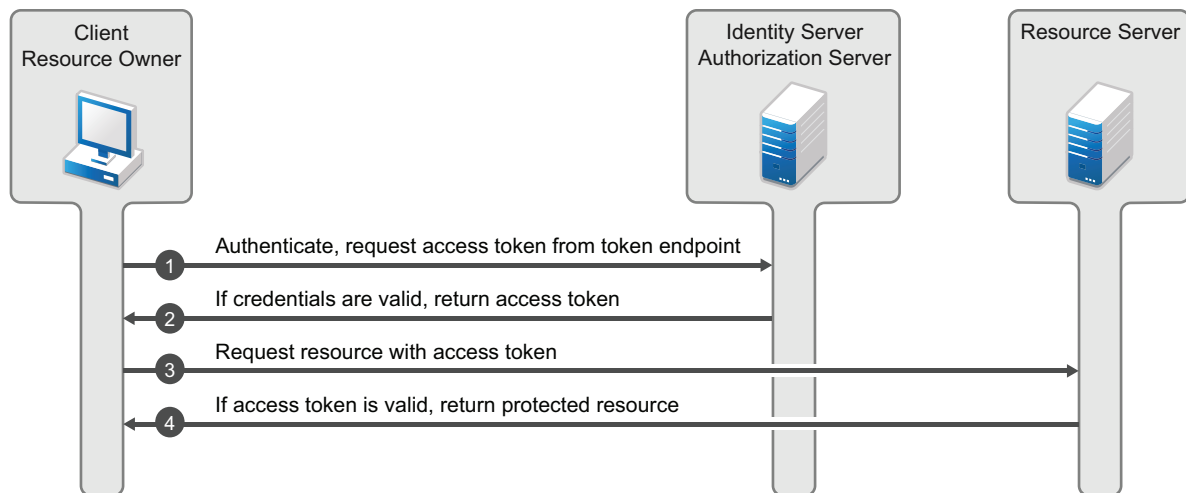 Client
Resource Owner
Identity Server
Authorization Server
Resource Server
1 Authenticate, request access token from token endpoint
2 If credentials are valid, return access token
3 Request resource with access token
4 If access token is valid, return protected resource